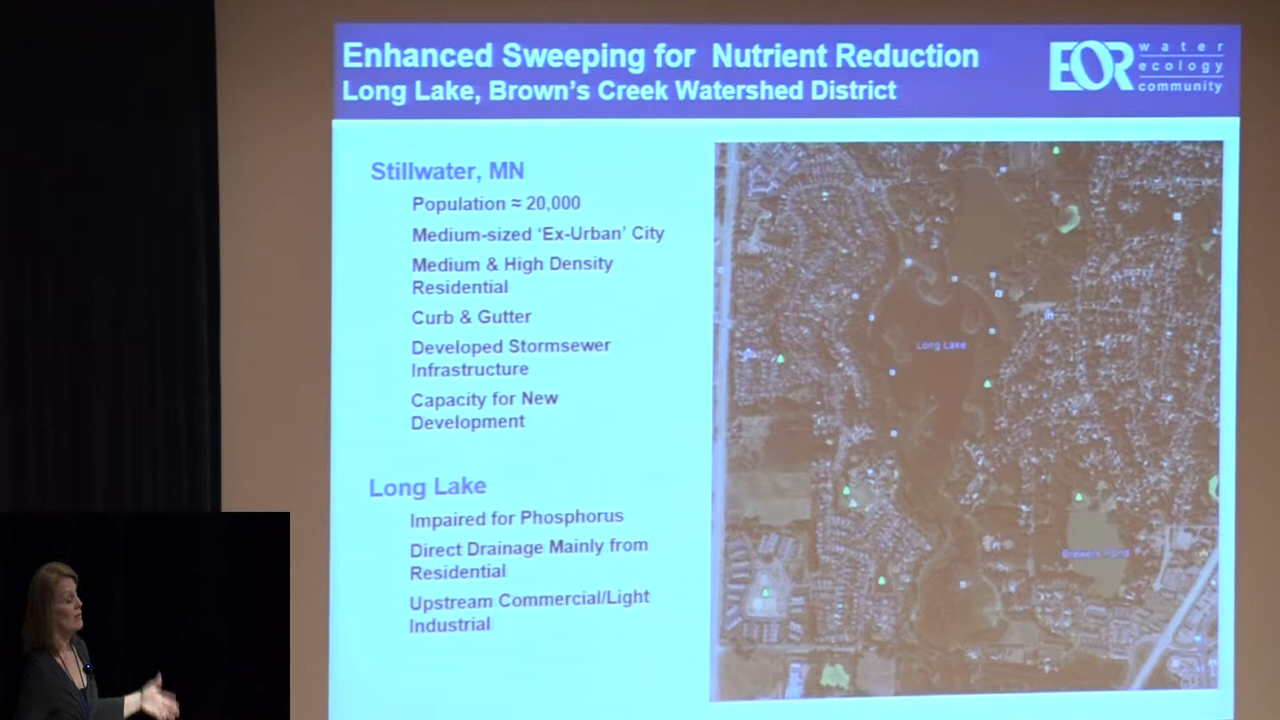 Enhanced Sweeping for Nutrient Reduction
Long Lake, Brown's Creek Watershed District
EOR
water
ecology
community
Stillwater, MN
Population ≈ 20,000
Medium-sized 'Ex-Urban' City
Medium & High Density
Residential
Curb & Gutter
Developed Stormsewer
Infrastructure
Capacity for New
Development
Long Lake
Impaired for Phosphorus
Direct Drainage Mainly from
Residential
Upstream Commercial/Light
Industrial
Long Lake
Brewers Pond